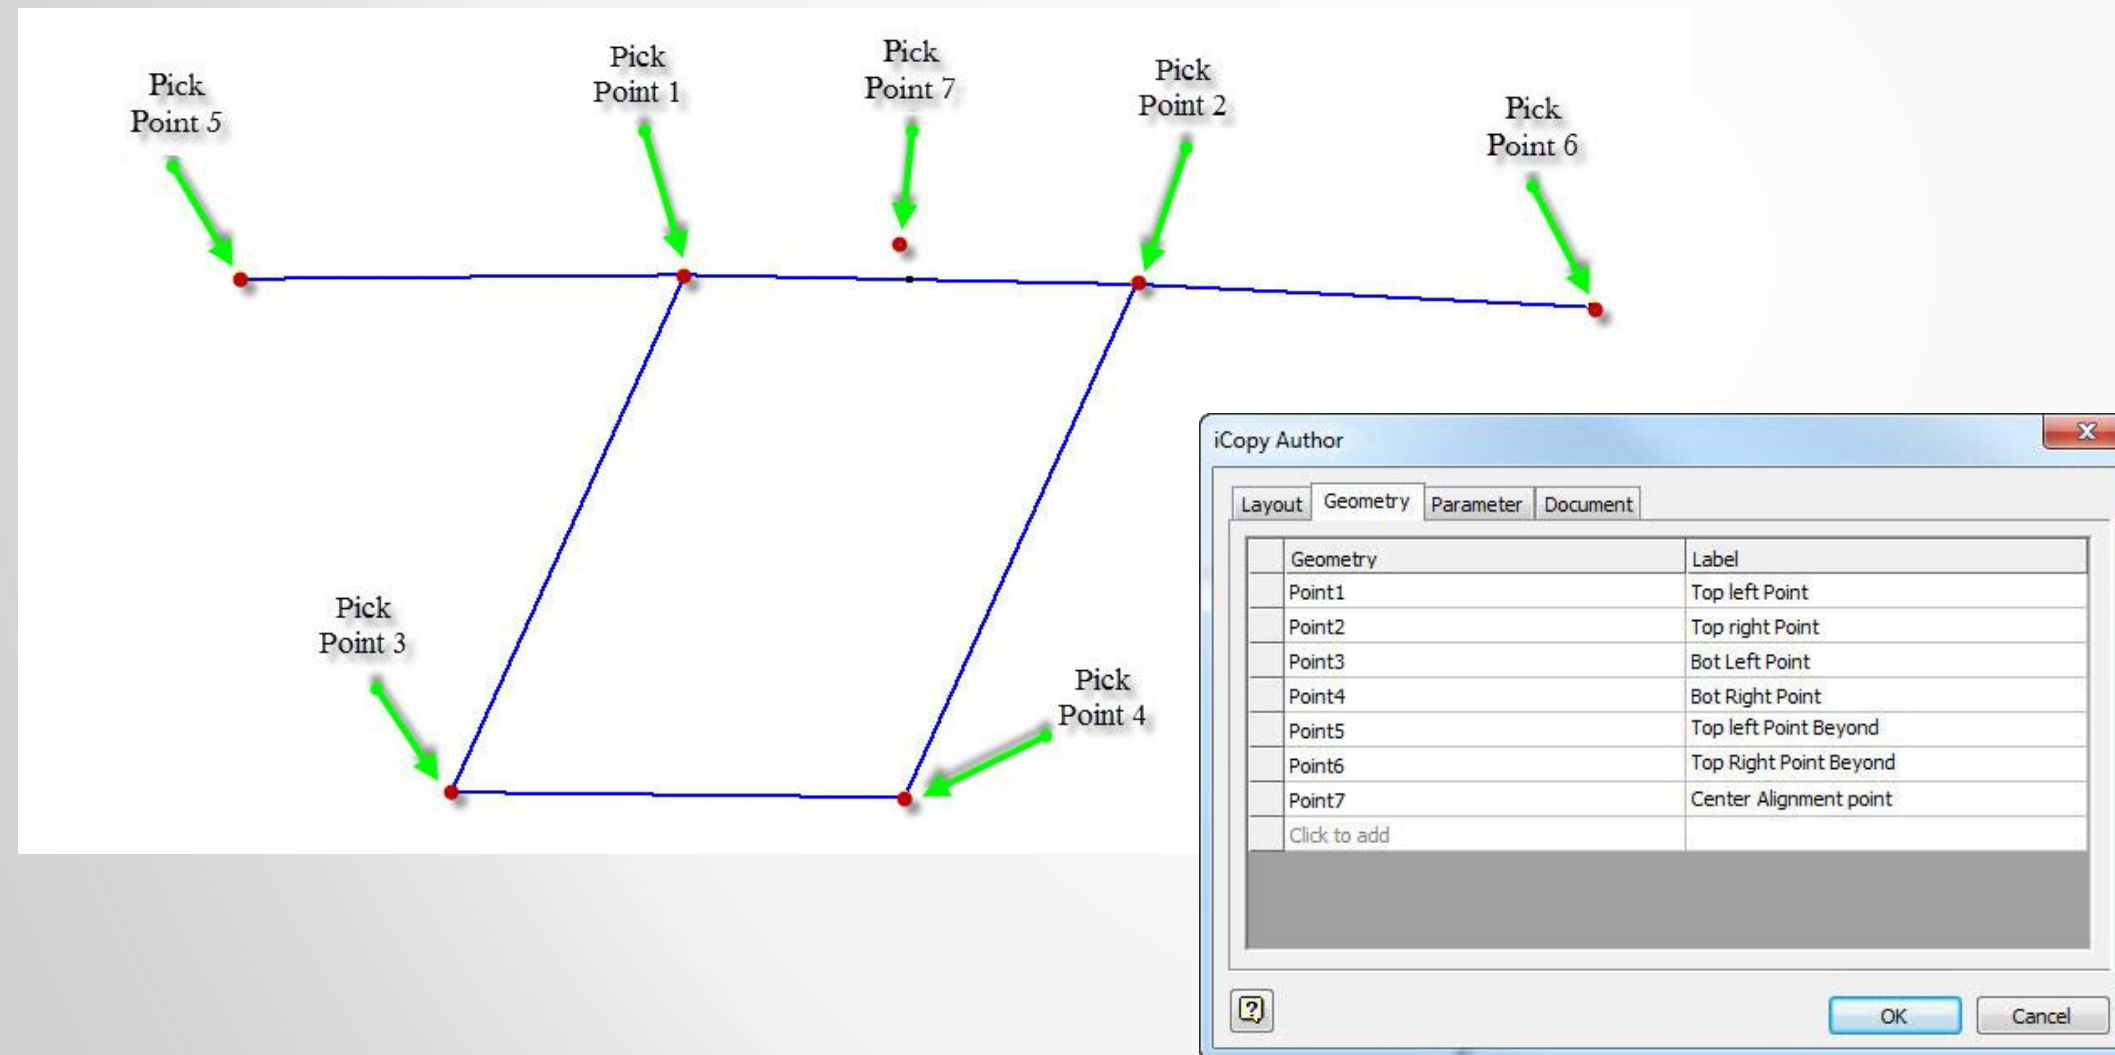 Pick
Point 5
Pick
Point 1
Pick
Point 7
Pick
Point 2
Pick
Point 6
Pick
Point 3
Pick
Point 4
iCopy Author
Layout Geometry Parameter Document
Geometry Label
Point1 Top left Point
Point2 Top right Point
Point3 Bot Left Point
Point4 Bot Right Point
Point5 Top left Point Beyond
Point6 Top Right Point Beyond
Point7 Center Alignment point
Click to add
OK Cancel